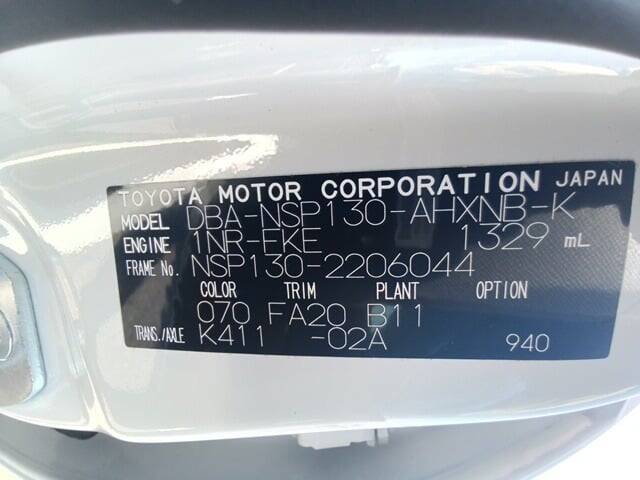 TOYOTA MOTOR CORPORATION JAPAN
MODEL DBA-NSP130-AHXNB-K
ENGINE 1NR-FKE 1329 mL
FRAME No. NSP130-2206044
COLOR TRIM PLANT OPTION
070 FA20 B11
TRANS./AXLE K411 -02A 940